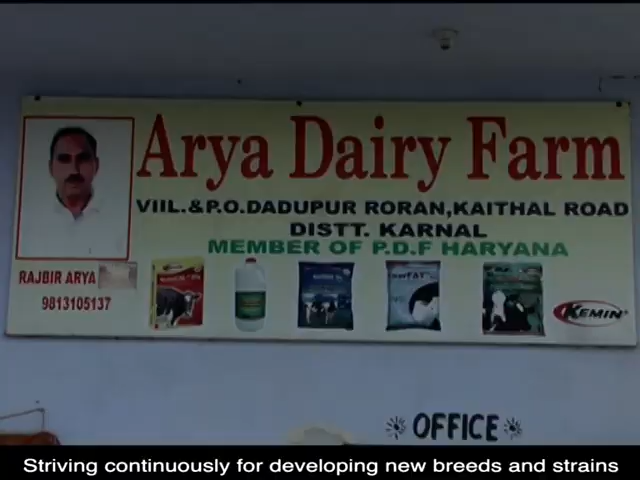 Arya Dairy Farm
VIIL.&P.O.DADUPUR RORAN,KAITHAL ROAD
DISTT. KARNAL
MEMBER OF P.D.F HARYANA
RAJBIR ARYA
9813105137
KEMIN
OFFICE
Striving continuously for developing new breeds and strains